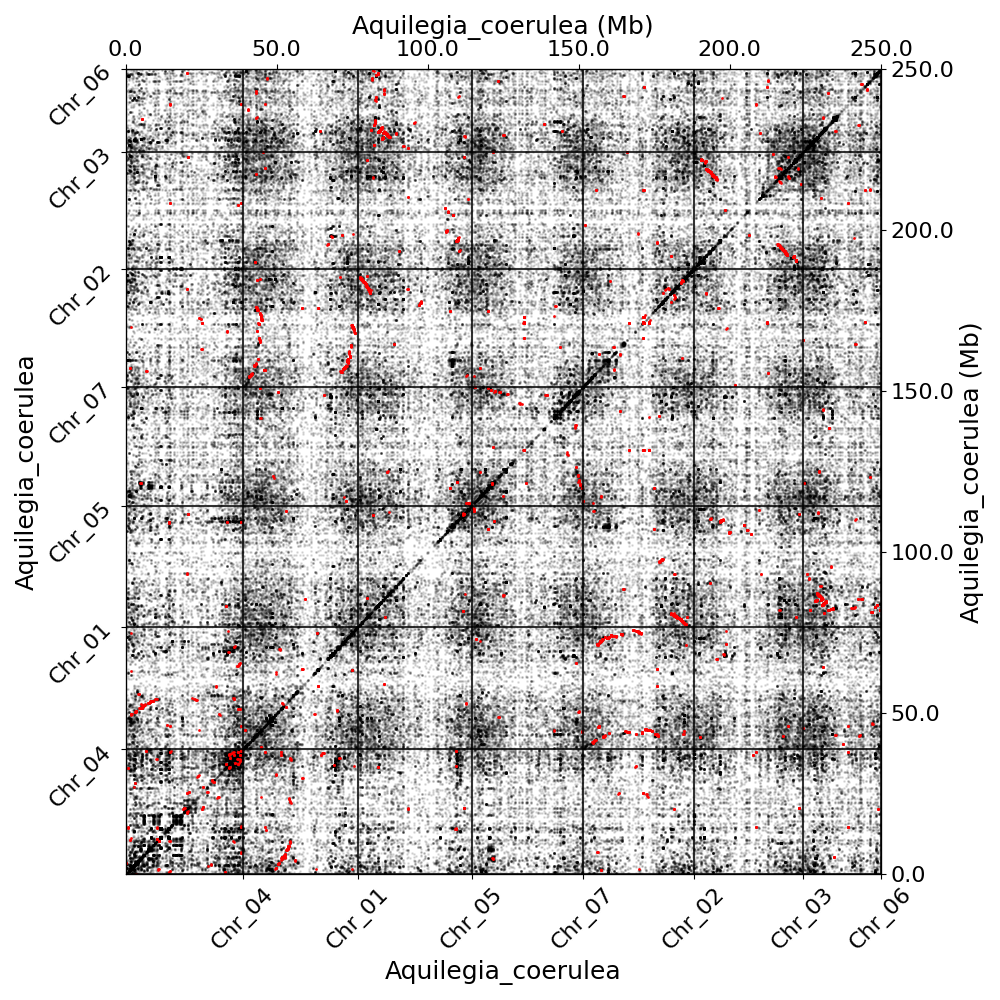 Aquilegia_coerulea (Mb)
0.0 50.0 100.0 150.0 200.0 250.0
Chr_06 250.0
Chr_03
200.0
Chr_02
Aquilegia_coerulea
Aquilegia_coerulea (Mb)
Chr_07 150.0
Chr_05
100.0
Chr_01
50.0
Chr_04
0.0
Chr_04 Chr_01 Chr_05 Chr_07 Chr_02 Chr_03 Chr_06
Aquilegia_coerulea